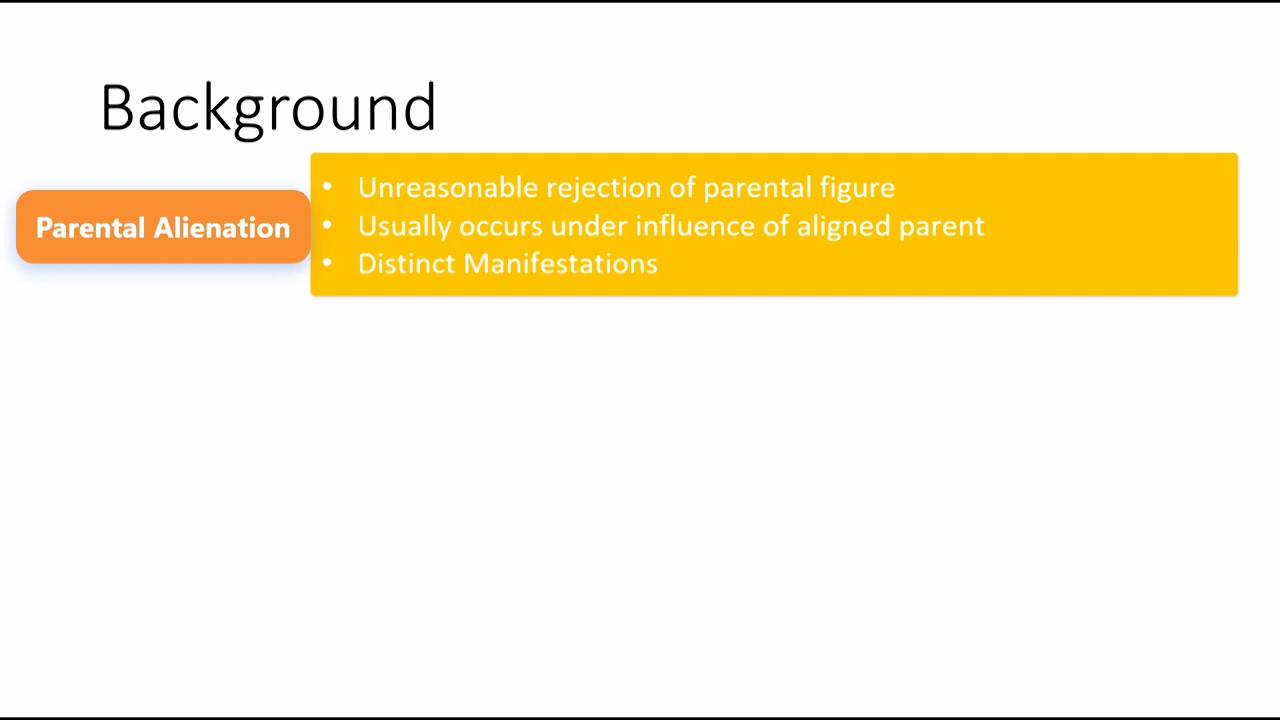 Background
Parental Alienation
• Unreasonable rejection of parental figure
• Usually occurs under influence of aligned parent
• Distinct Manifestations